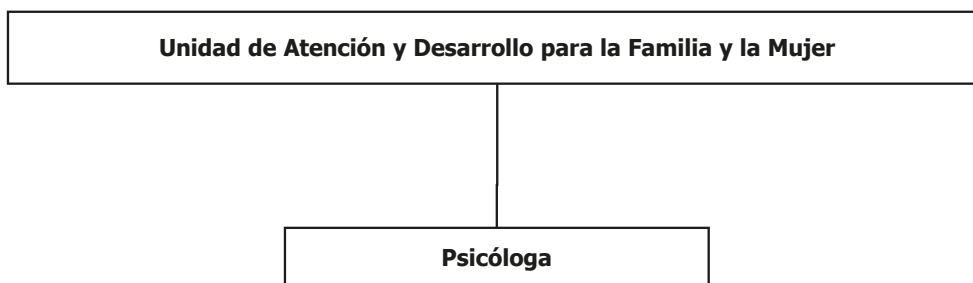 Unidad de Atención y Desarrollo para la Familia y la Mujer
Psicóloga